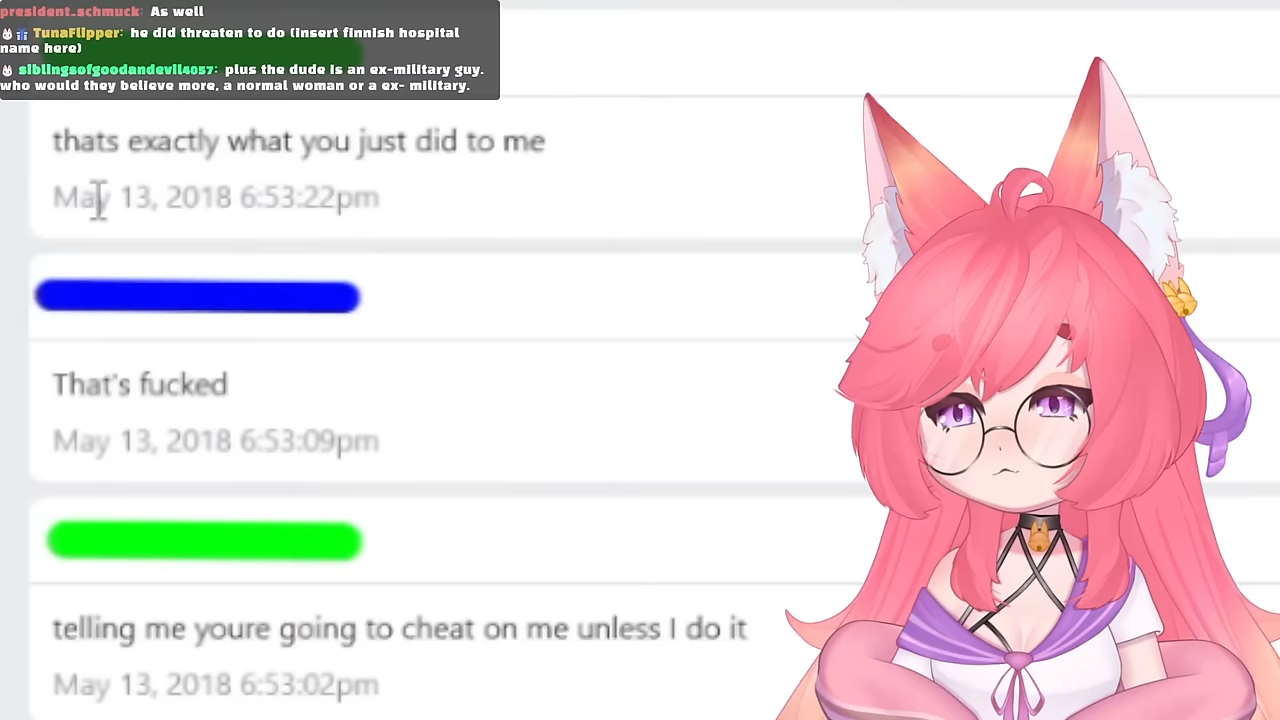 president.schmuck: As well
TunaFlipper: he did threaten to do (insert finnish hospital
name here)
siblingsofgoodandevil4057: plus the dude is an ex-military guy.
who would they believe more, a normal woman or a ex- military.
thats exactly what you just did to me
May 13, 2018 6:53:22pm
That's fucked
May 13, 2018 6:53:09pm
telling me youre going to cheat on me unless I do it
May 13, 2018 6:53:02pm